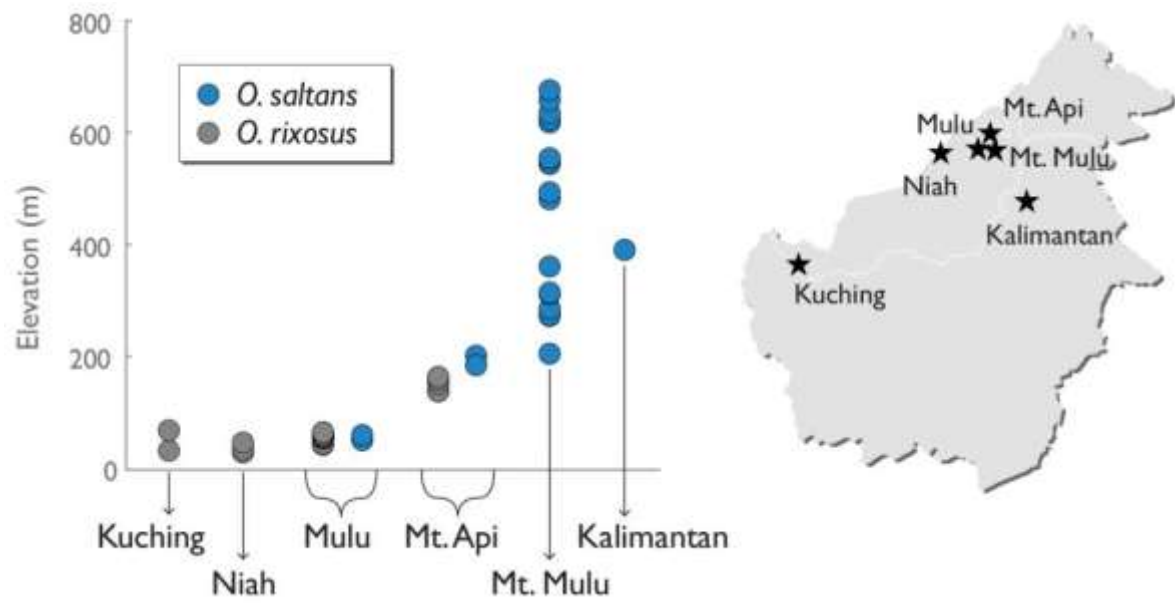 800
600
400
200
0
Elevation (m)
O. saltans
O. rixosus
Kuching
Niah
Mulu
Mt. Api
Mt. Mulu
Kalimantan
Mt. Api
Mulu
Mt. Mulu
Niah
Kalimantan
Kuching